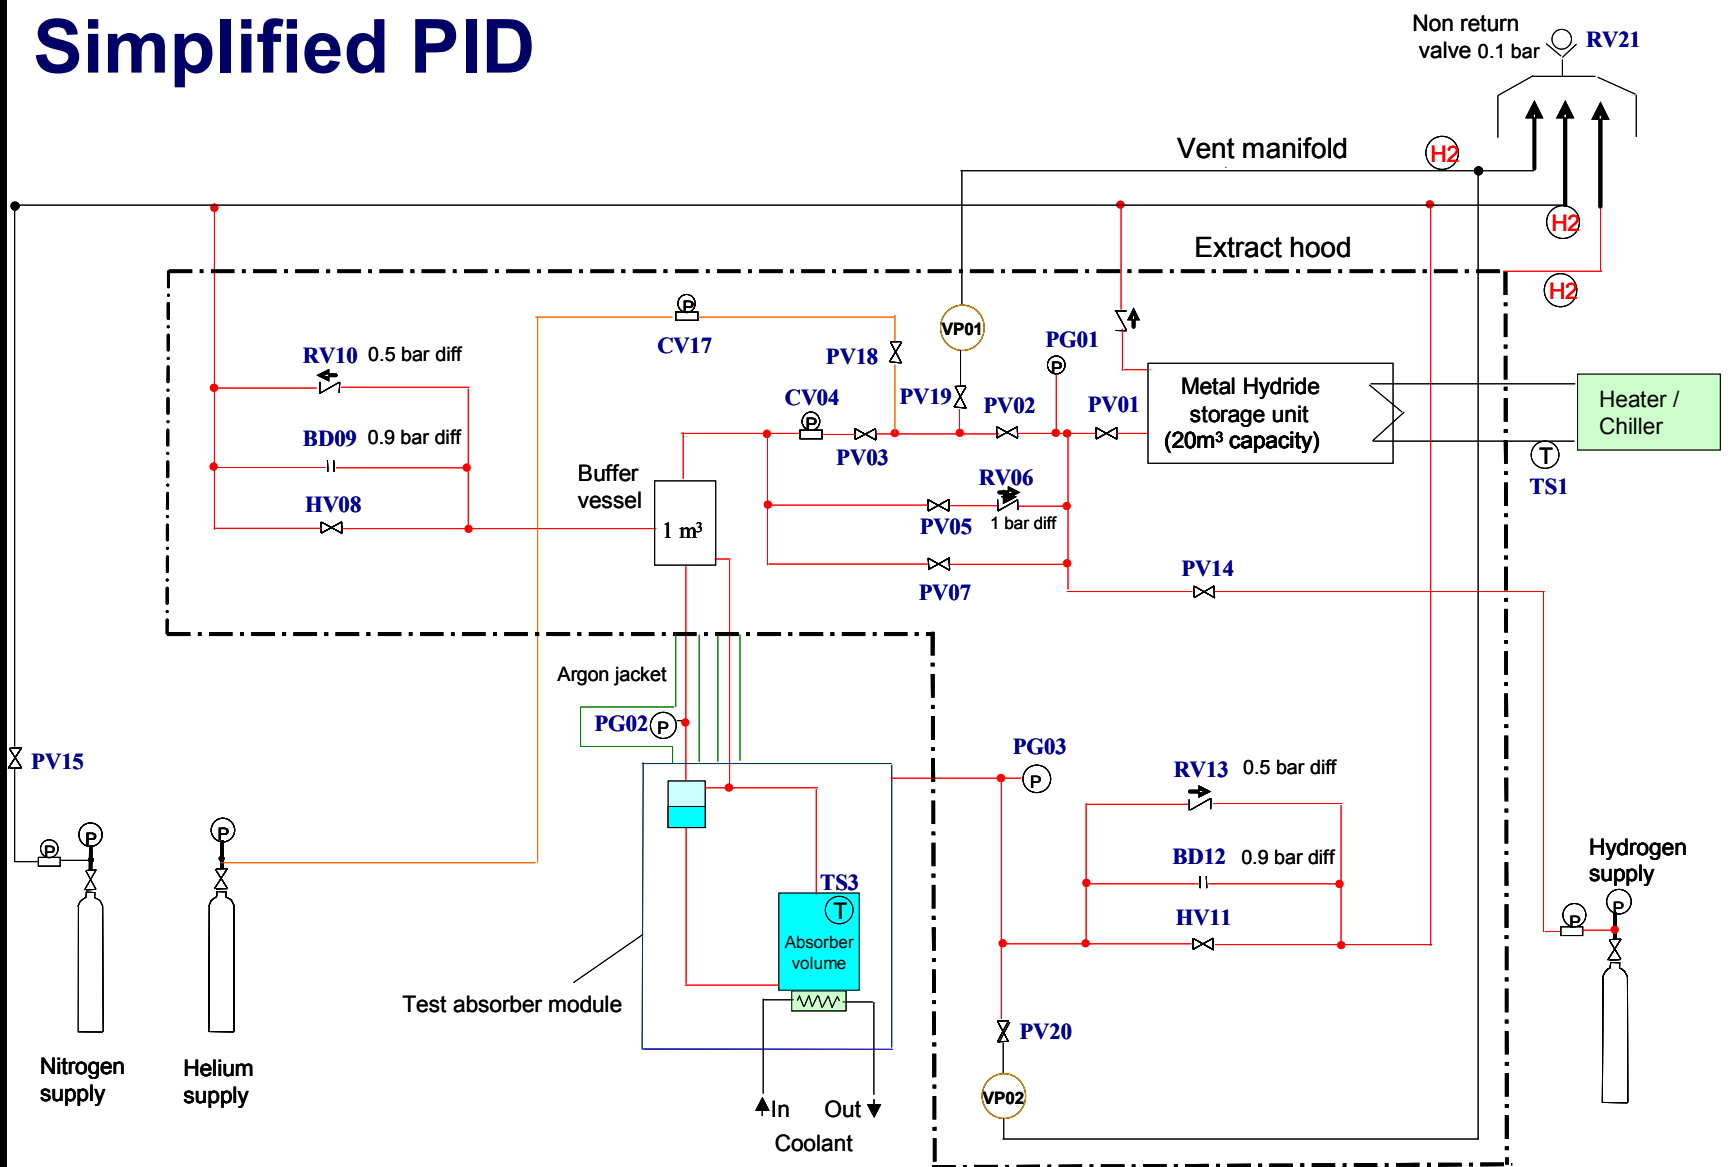 Simplified PID
Non return
valve 0.1 bar
RV21
Vent manifold
H2
H2
Extract hood
H2
P
CV17
VP01
PG01
P
RV10 0.5 bar diff
PV18
Metal Hydride
storage unit
(20m³ capacity)
Heater /
Chiller
CV04
P
PV19
PV02
PV01
BD09 0.9 bar diff
PV03
T
TS1
Buffer
vessel
1 m³
RV06
1 bar diff
HV08
PV05
PV07
PV14
Argon jacket
PG02
P
PV15
PG03
P
RV13 0.5 bar diff
P
P
P
BD12 0.9 bar diff
Hydrogen
supply
P
P
TS3
T
Absorber
volume
HV11
Test absorber module
PV20
Nitrogen
supply
Helium
supply
VP02
In
Out
Coolant